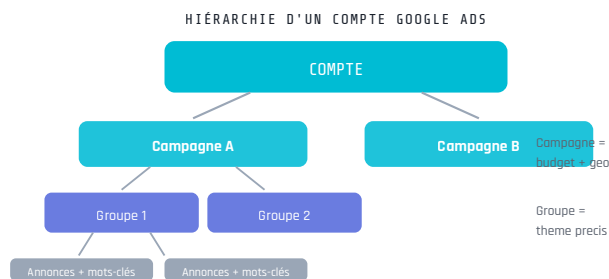 HIÉRARCHIE D'UN COMPTE GOOGLE ADS
COMPTE
Campagne A
Campagne B
Campagne =
budget + geo
Groupe 1
Groupe 2
Groupe =
theme precis
Annonces + mots-clés
Annonces + mots-clés